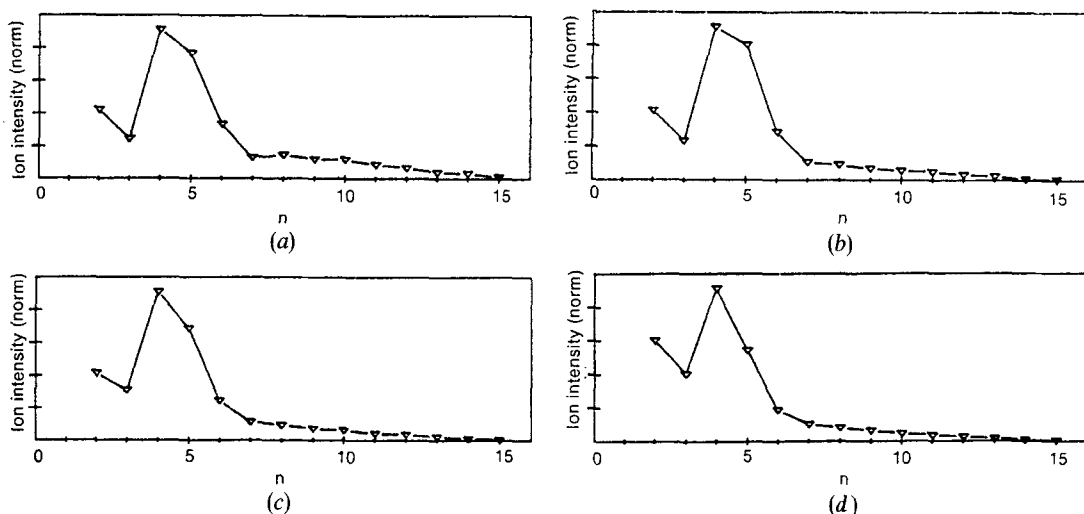 Ion intensity (norm)
0 5 10 15
n
(a)
Ion intensity (norm)
0 5 10 15
n
(b)
Ion intensity (norm)
0 5 10 15
n
(c)
Ion intensity (norm)
0 5 10 15
n
(d)